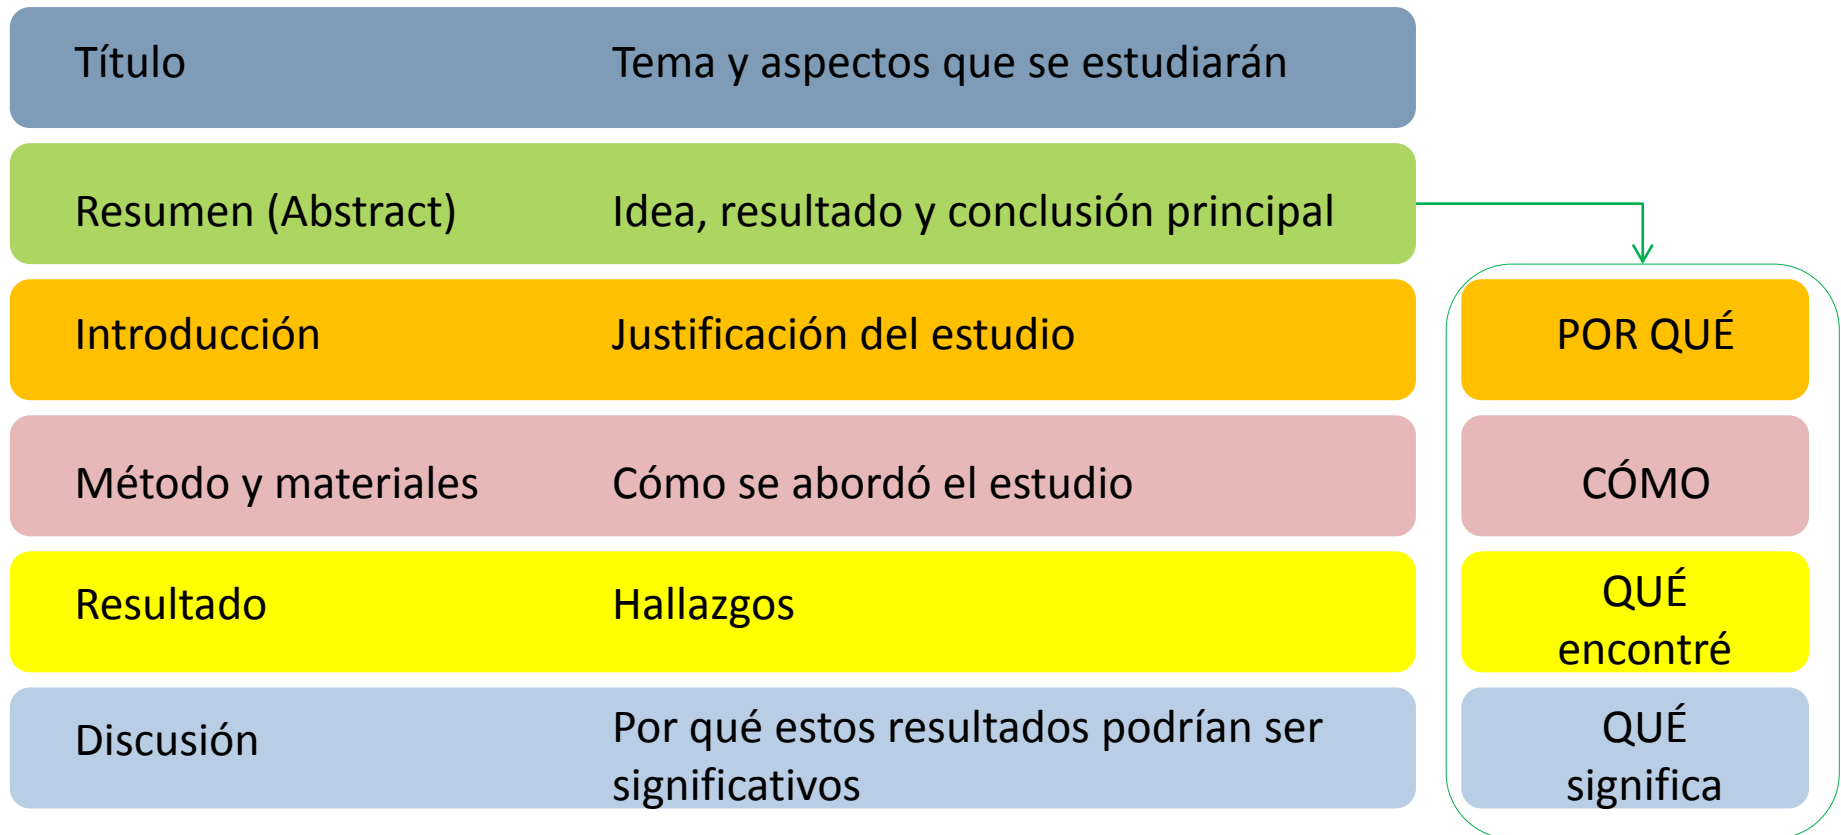 Título Tema y aspectos que se estudiarán
Resumen (Abstract) Idea, resultado y conclusión principal
Introducción Justificación del estudio POR QUÉ
Método y materiales Cómo se abordó el estudio CÓMO
Resultado Hallazgos QUÉ
encontré
Discusión Por qué estos resultados podrían ser
significativos
QUÉ
significa